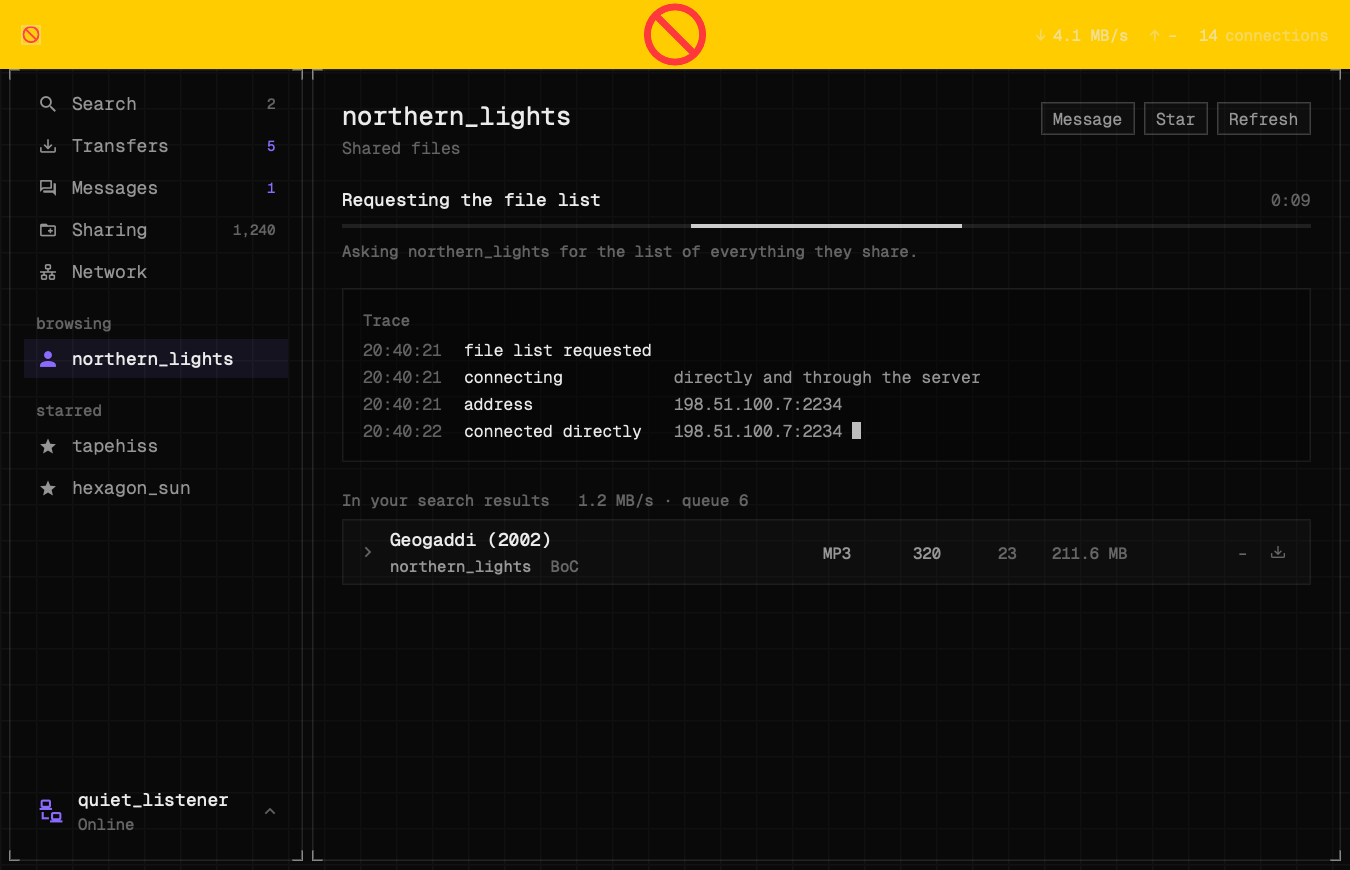 ↓ 4.1 MB/s ↑ – 14 connections
Search 2
Transfers 5
Messages 1
Sharing 1,240
Network
browsing
northern_lights
starred
tapehiss
hexagon_sun
quiet_listener
Online
northern_lights
Shared files
Message Star Refresh
Requesting the file list 0:09
Asking northern_lights for the list of everything they share.
Trace
20:40:21 file list requested
20:40:21 connecting directly and through the server
20:40:21 address 198.51.100.7:2234
20:40:22 connected directly 198.51.100.7:2234
In your search results 1.2 MB/s · queue 6
Geogaddi (2002) MP3 320 23 211.6 MB –
northern_lights BoC